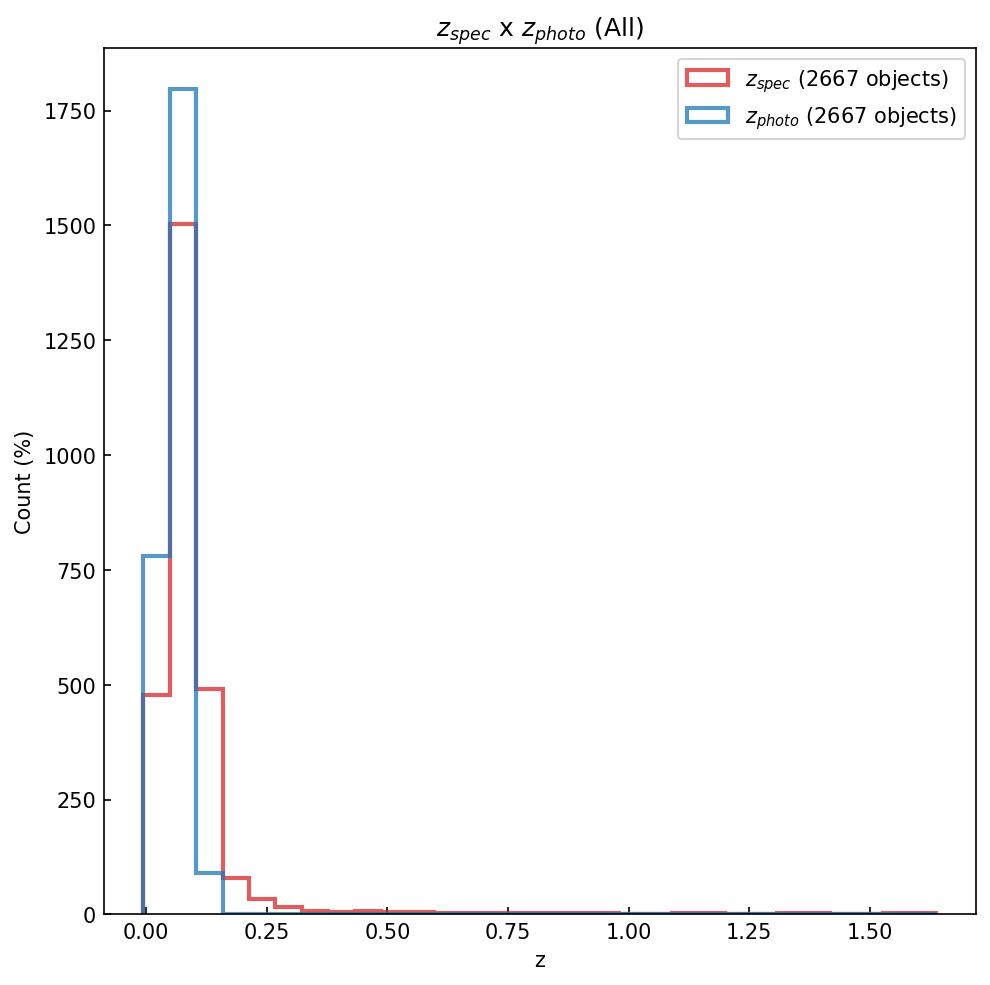 z_spec x z_photo (All)
z_spec (2667 objects)
z_photo (2667 objects)
Count (%)
1750
1500
1250
1000
750
500
250
0
0.00 0.25 0.50 0.75 1.00 1.25 1.50
z